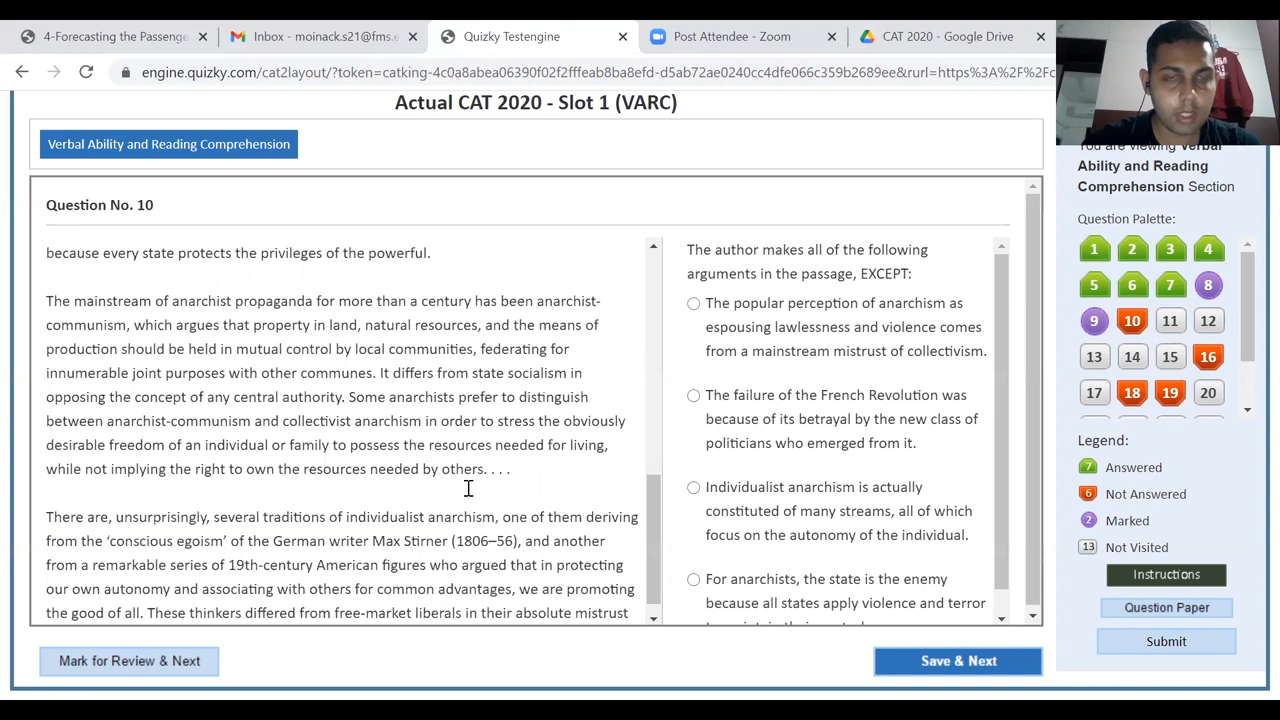 4-Forecasting the Passenge
Inbox - moinack.s21@fms.e
Quizky Testengine
Post Attendee - Zoom
CAT 2020 - Google Drive
engine.quizky.com/cat2layout/?token=catking-4c0a8abea06390f02f2fffeab8ba8efd-d5ab72ae0240cc4dfe066c359b2689ee&rurl=https%3A%2F%2Fc
Actual CAT 2020 - Slot 1 (VARC)
Verbal Ability and Reading Comprehension
You are viewing Verbal
Ability and Reading
Comprehension Section
Question No. 10
Question Palette:
because every state protects the privileges of the powerful.
The mainstream of anarchist propaganda for more than a century has been anarchist-
communism, which argues that property in land, natural resources, and the means of
production should be held in mutual control by local communities, federating for
innumerable joint purposes with other communes. It differs from state socialism in
opposing the concept of any central authority. Some anarchists prefer to distinguish
between anarchist-communism and collectivist anarchism in order to stress the obviously
desirable freedom of an individual or family to possess the resources needed for living,
while not implying the right to own the resources needed by others. . . .
There are, unsurprisingly, several traditions of individualist anarchism, one of them deriving
from the ‘conscious egoism’ of the German writer Max Stirner (1806–56), and another
from a remarkable series of 19th-century American figures who argued that in protecting
our own autonomy and associating with others for common advantages, we are promoting
the good of all. These thinkers differed from free-market liberals in their absolute mistrust
The author makes all of the following
arguments in the passage, EXCEPT:
The popular perception of anarchism as
espousing lawlessness and violence comes
from a mainstream mistrust of collectivism.
The failure of the French Revolution was
because of its betrayal by the new class of
politicians who emerged from it.
Individualist anarchism is actually
constituted of many streams, all of which
focus on the autonomy of the individual.
For anarchists, the state is the enemy
because all states apply violence and terror
1 2 3 4
5 6 7 8
9 10 11 12
13 14 15 16
17 18 19 20
Legend:
7 Answered
6 Not Answered
2 Marked
13 Not Visited
Instructions
Question Paper
Submit
Mark for Review & Next
Save & Next